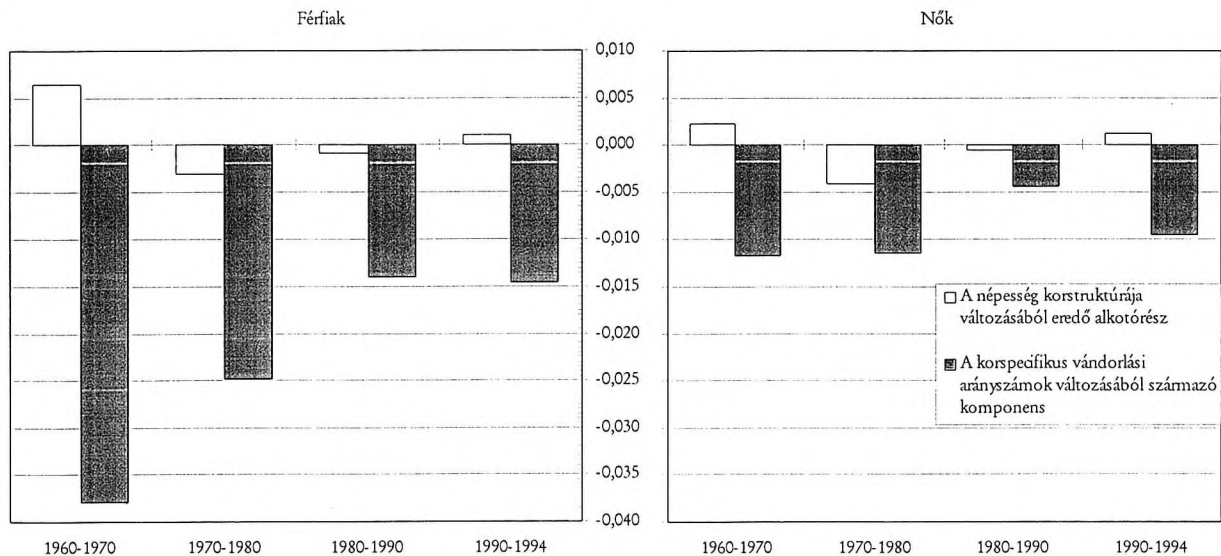 Férfiak
Nők
0,010
0,005
0,000
-0,005
-0,010
-0,015
-0,020
-0,025
-0,030
-0,035
-0,040
A népesség korstruktúrája
változásából eredő alkotórész
A korspecifikus vándorlási
arányszámok változásából származó
komponens
1960-1970 1970-1980 1980-1990 1990-1994
1960-1970 1970-1980 1980-1990 1990-1994